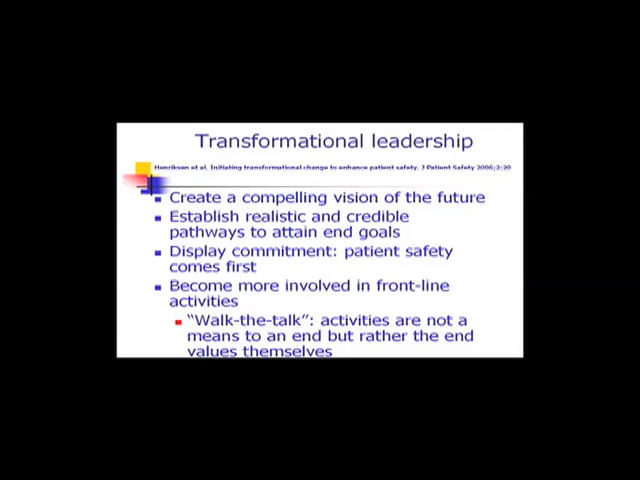 Transformational leadership
Henriksen et al. Initiating transformational change to enhance patient safety. J Patient Safety 2006;2:20
Create a compelling vision of the future
Establish realistic and credible
pathways to attain end goals
Display commitment: patient safety
comes first
Become more involved in front-line
activities
“Walk-the-talk”: activities are not a
means to an end but rather the end
values themselves